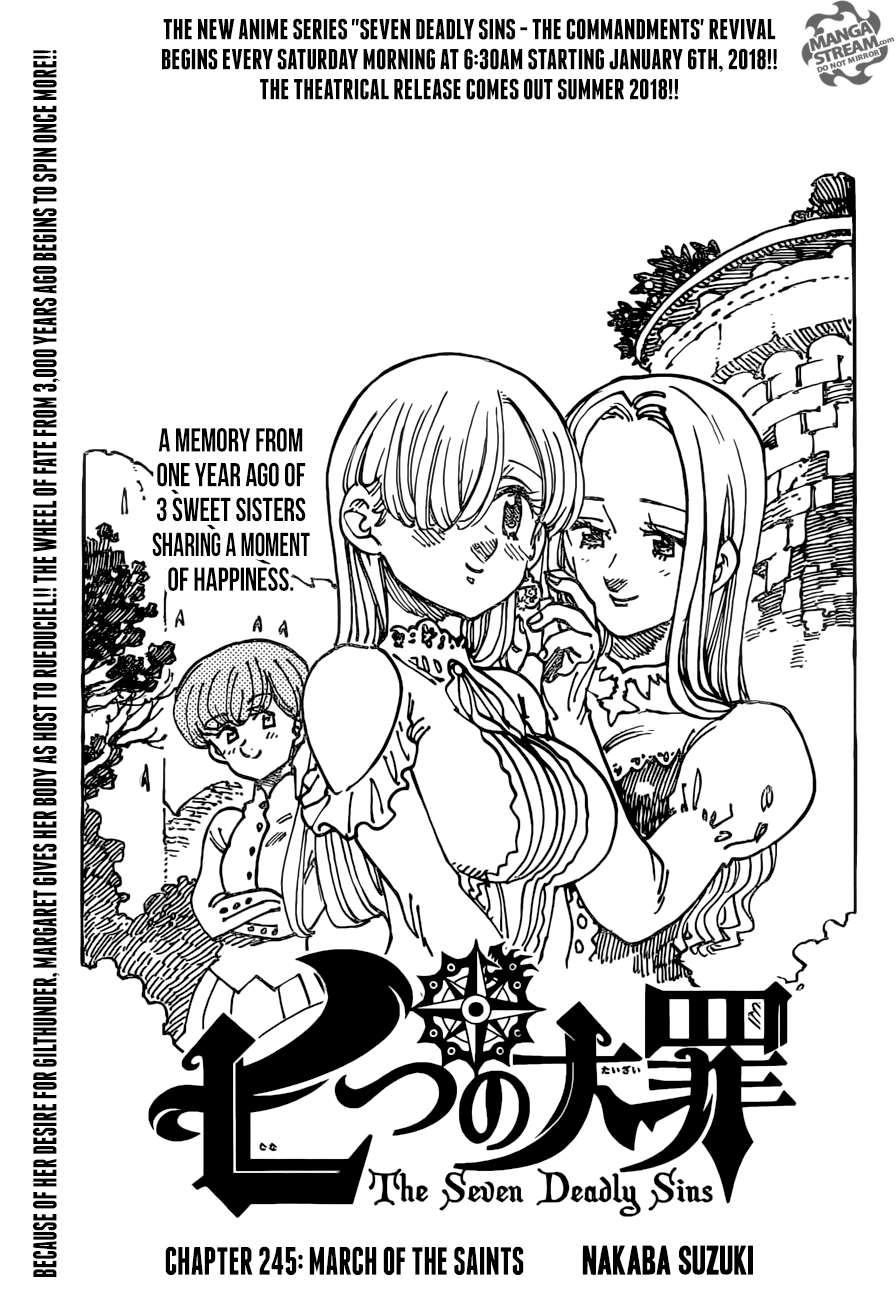 THE NEW ANIME SERIES "SEVEN DEADLY SINS - THE COMMANDMENTS' REVIVAL
BEGINS EVERY SATURDAY MORNING AT 6:30AM STARTING JANUARY 6TH, 2018!!
THE THEATRICAL RELEASE COMES OUT SUMMER 2018!!
MANGA
STREAM.com
DO NOT MIRROR
BECAUSE OF HER DESIRE FOR GILTHUNDER, MARGARET GIVES HER BODY AS HOST TO RUEDUCIEL!! THE WHEEL OF FATE FROM 3,000 YEARS AGO BEGINS TO SPIN ONCE MORE!!
A MEMORY FROM
ONE YEAR AGO OF
3 SWEET SISTERS
SHARING A MOMENT
OF HAPPINESS.
七つの大罪
なな
たいざい
The Seven Deadly Sins
CHAPTER 245: MARCH OF THE SAINTS
NAKABA SUZUKI